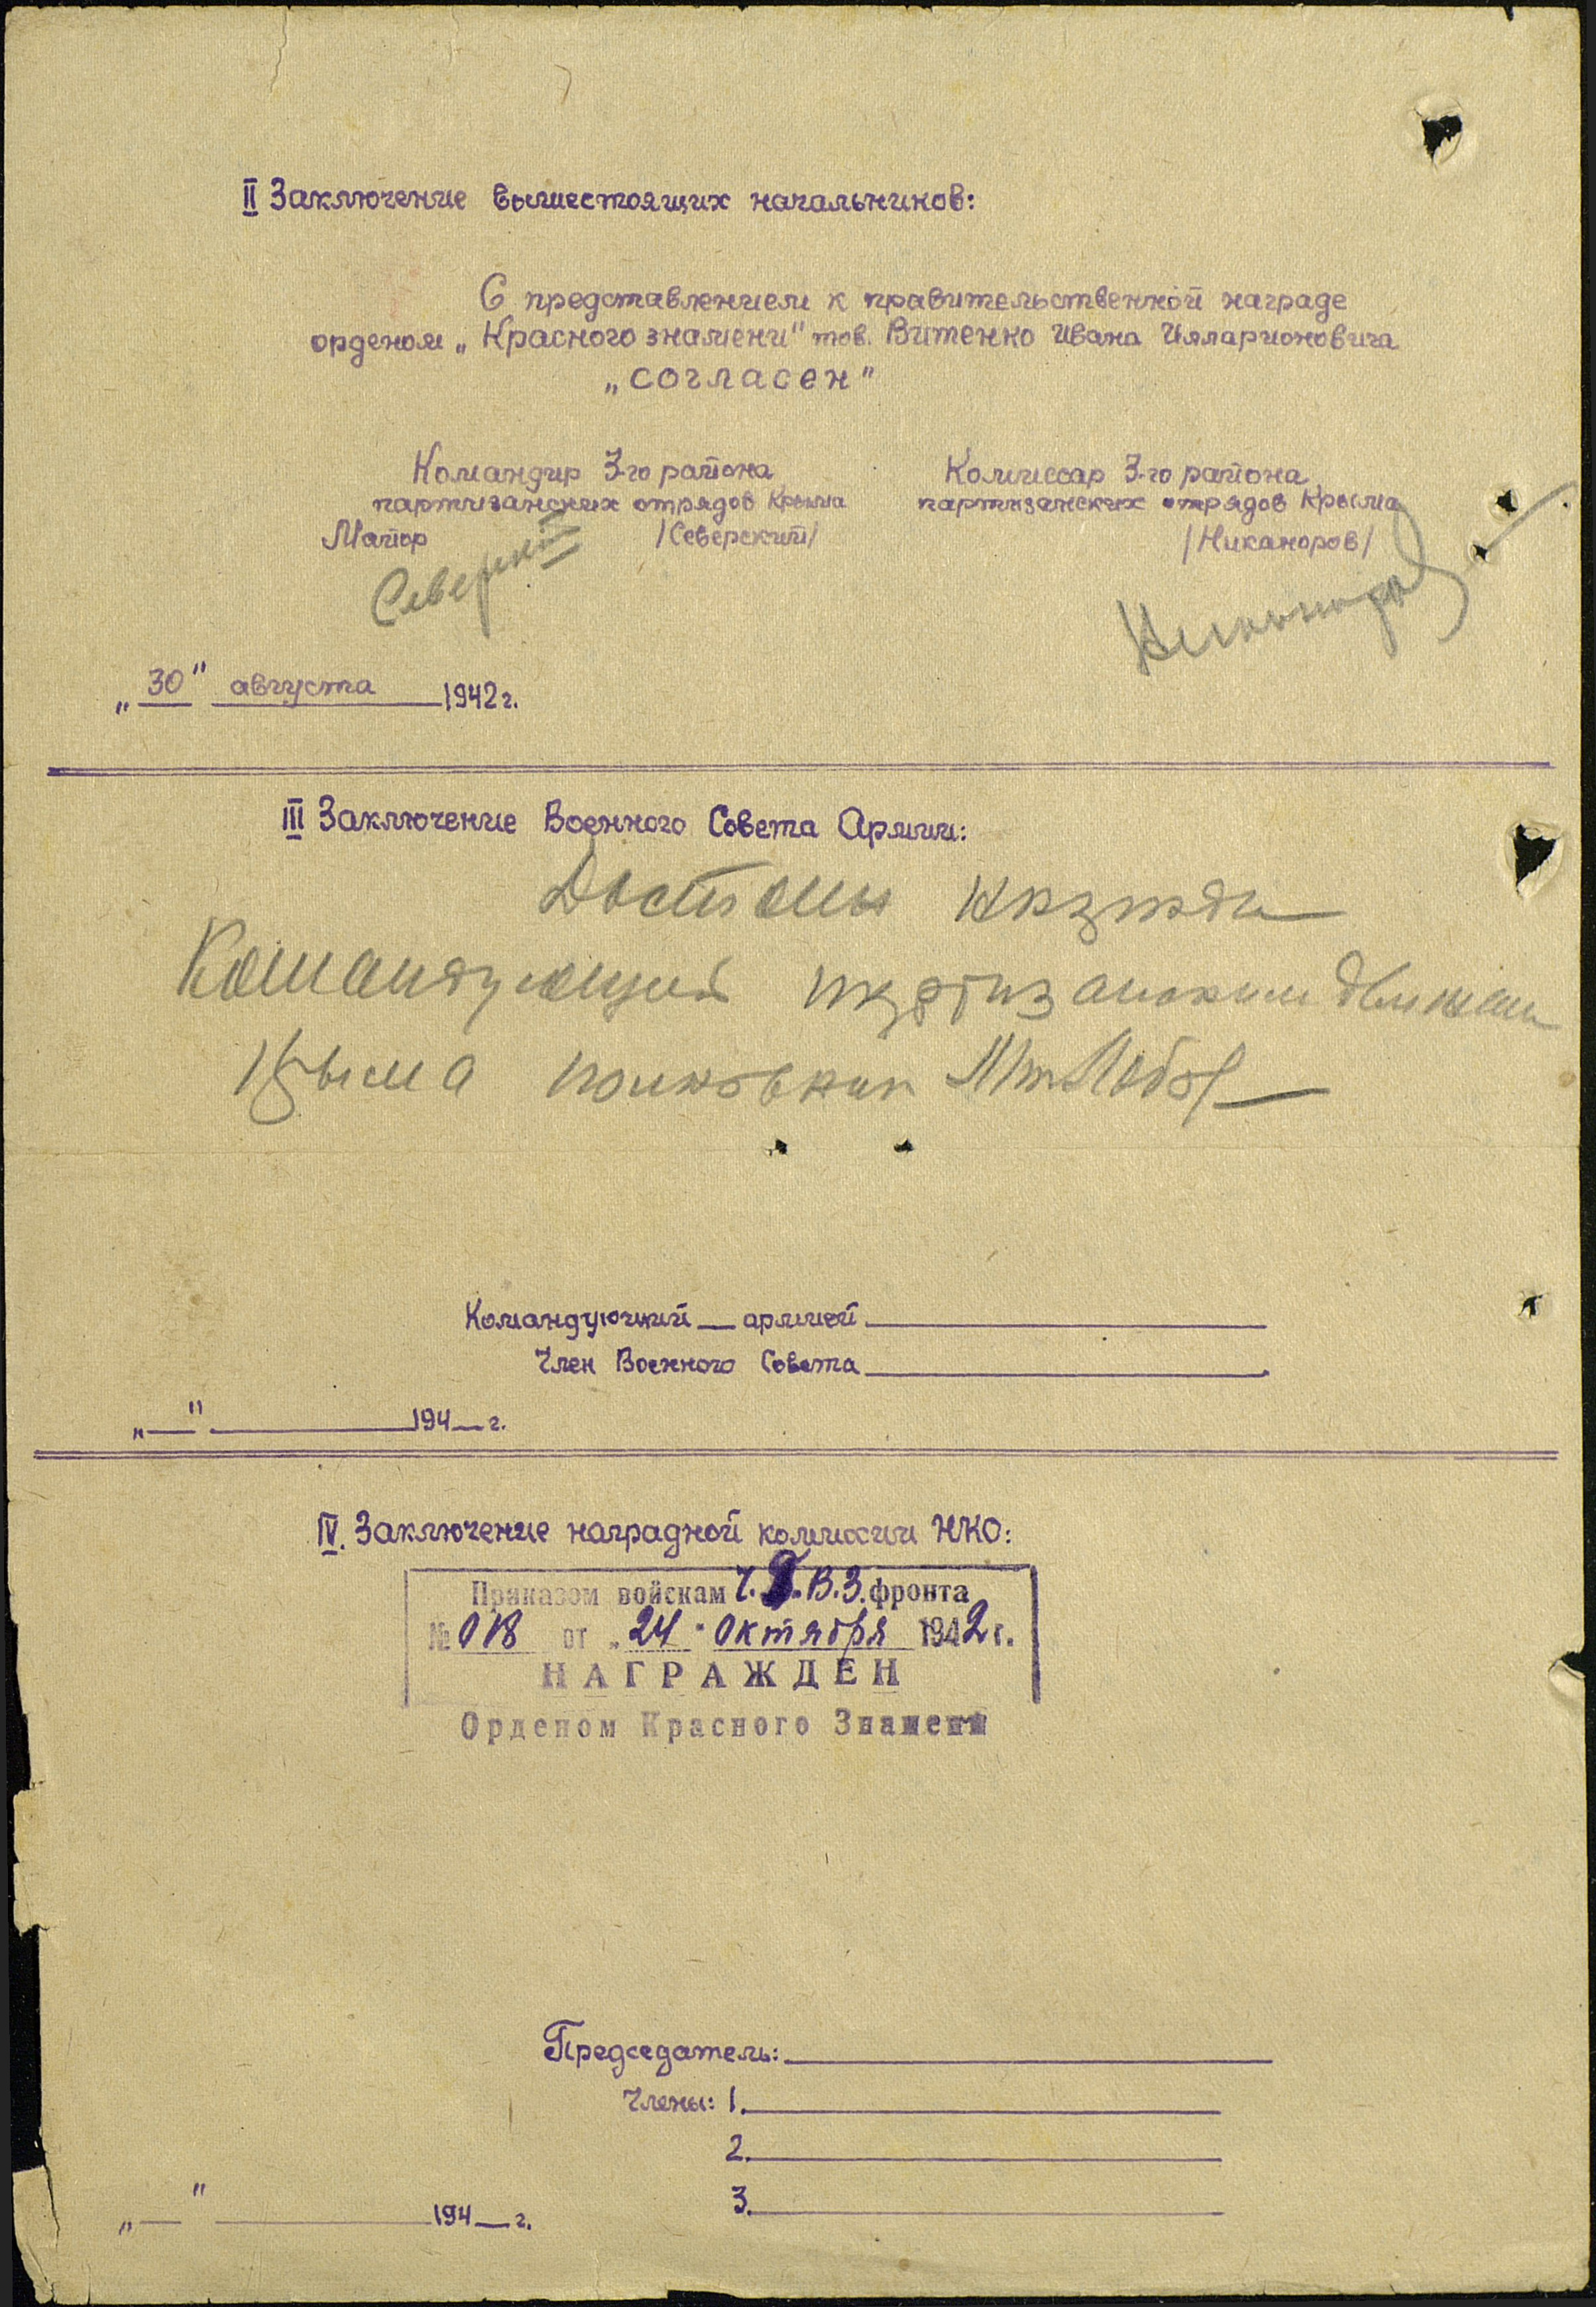 II Заключение вышестоящих начальников:
С представлением к правительственной награде
орденом „Красного знамени" тов. Витенко Ивана Илларионовича
„согласен"
Командир 3-го района
партизанских отрядов Крыма
Майор /Северский/
Северский
Комиссар 3-го района
партизанских отрядов Крыма
/Никаноров/
Никаноров
„30" августа 1942 г.
III Заключение Военного Совета Армии:
Достоин награды
Командующий партизанским движен
Крыма полковник
Командующий армией
Член Военного Совета
„ " 194 г.
IV. Заключение наградной комиссии НКО:
Приказом войскам Ч.Г.В.З. фронта
№ 018 от „24" октября 1942 г.
НАГРАЖДЕН
Орденом Красного Знамени
Председатель:
Члены: 1.
2.
3.
„ " 194 г.